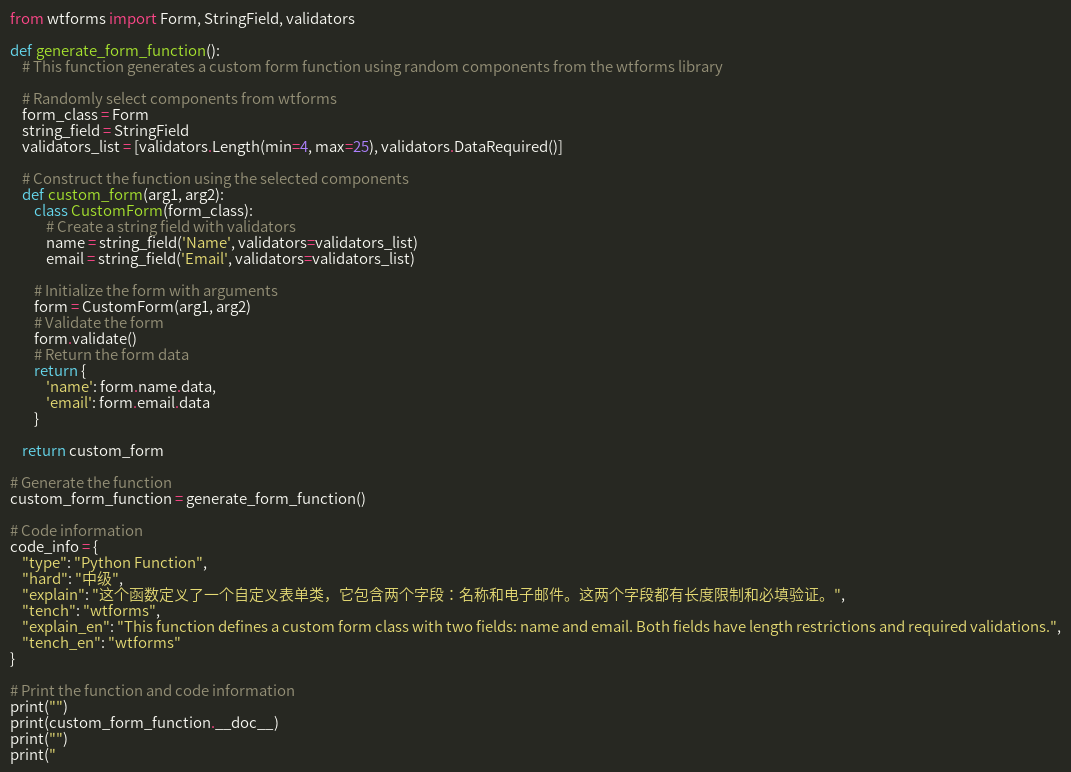 from wtforms import Form, StringField, validators

def generate_form_function():
    # This function generates a custom form function using random components from the wtforms library

    # Randomly select components from wtforms
    form_class = Form
    string_field = StringField
    validators_list = [validators.Length(min=4, max=25), validators.DataRequired()]

    # Construct the function using the selected components
    def custom_form(arg1, arg2):
        class CustomForm(form_class):
            # Create a string field with validators
            name = string_field('Name', validators=validators_list)
            email = string_field('Email', validators=validators_list)

        # Initialize the form with arguments
        form = CustomForm(arg1, arg2)
        # Validate the form
        form.validate()
        # Return the form data
        return {
            'name': form.name.data,
            'email': form.email.data
        }

    return custom_form

# Generate the function
custom_form_function = generate_form_function()

# Code information
code_info = {
    "type": "Python Function",
    "hard": "中级",
    "explain": "这个函数定义了一个自定义表单类，它包含两个字段：名称和电子邮件。这两个字段都有长度限制和必填验证。",
    "tench": "wtforms",
    "explain_en": "This function defines a custom form class with two fields: name and email. Both fields have length restrictions and required validations.",
    "tench_en": "wtforms"
}

# Print the function and code information
print("")
print(custom_form_function.__doc__)
print("")
print("